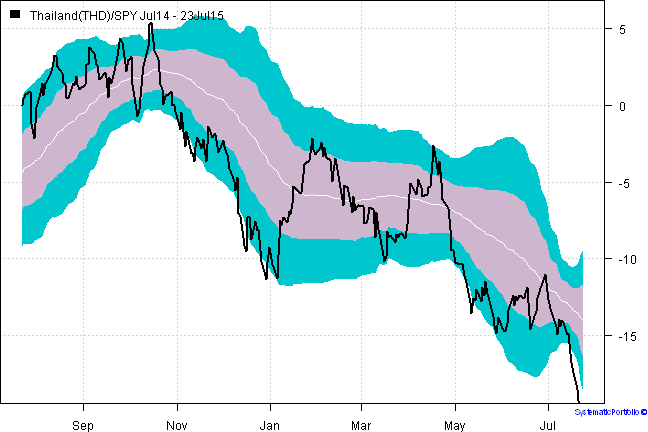 Thailand(THD)/SPY Jul14 - 23Jul15
5
0
-5
-10
-15
Sep Nov Jan Mar May Jul
SystematicPortfolio ©